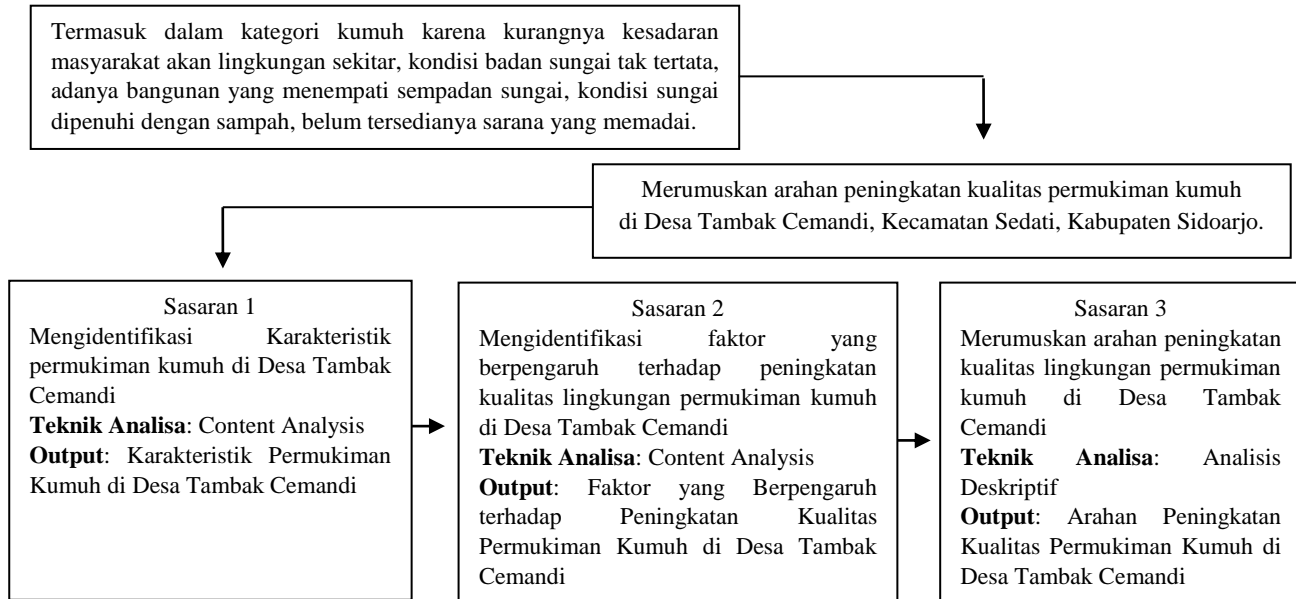 Termasuk dalam kategori kumuh karena kurangnya kesadaran
masyarakat akan lingkungan sekitar, kondisi badan sungai tak tertata,
adanya bangunan yang menempati sempadan sungai, kondisi sungai
dipenuhi dengan sampah, belum tersedianya sarana yang memadai.
Merumuskan arahan peningkatan kualitas permukiman kumuh
di Desa Tambak Cemandi, Kecamatan Sedati, Kabupaten Sidoarjo.
Sasaran 1
Mengidentifikasi Karakteristik
permukiman kumuh di Desa Tambak
Cemandi
Teknik Analisa: Content Analysis
Output: Karakteristik Permukiman
Kumuh di Desa Tambak Cemandi
Sasaran 2
Mengidentifikasi faktor yang
berpengaruh terhadap peningkatan
kualitas lingkungan permukiman kumuh
di Desa Tambak Cemandi
Teknik Analisa: Content Analysis
Output: Faktor yang Berpengaruh
terhadap Peningkatan Kualitas
Permukiman Kumuh di Desa Tambak
Cemandi
Sasaran 3
Merumuskan arahan peningkatan
kualitas lingkungan permukiman
kumuh di Desa Tambak
Cemandi
Teknik Analisa: Analisis
Deskriptif
Output: Arahan Peningkatan
Kualitas Permukiman Kumuh di
Desa Tambak Cemandi